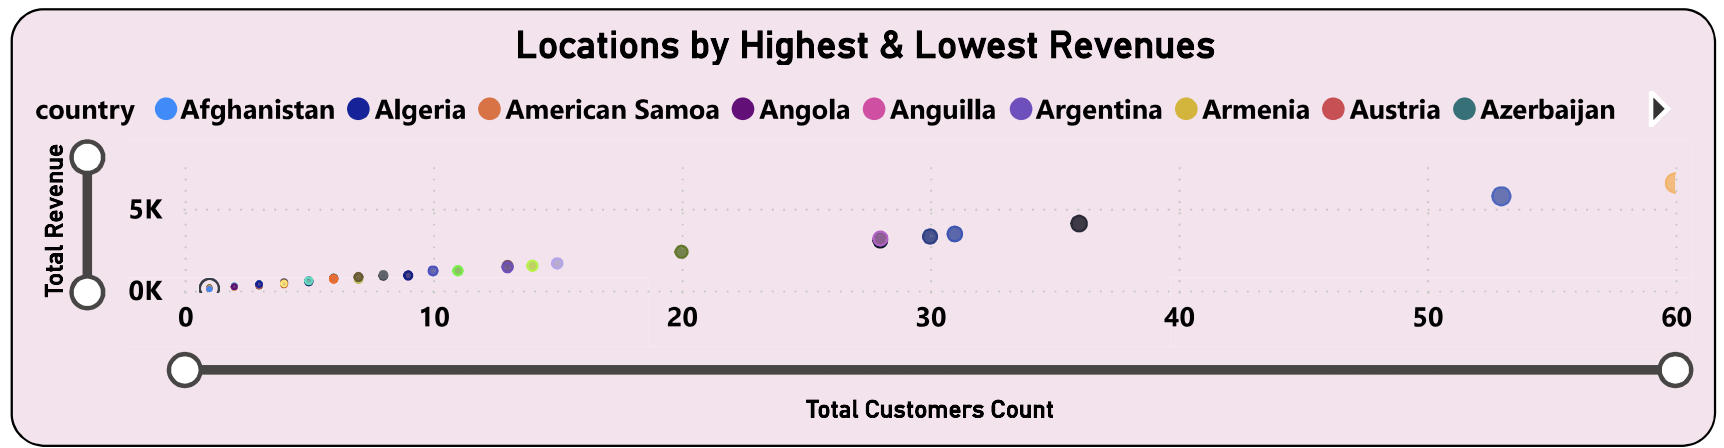 Locations by Highest & Lowest Revenues
country Afghanistan Algeria American Samoa Angola Anguilla Argentina Armenia Austria Azerbaijan
Total Revenue
5K
0K
0 10 20 30 40 50 60
Total Customers Count